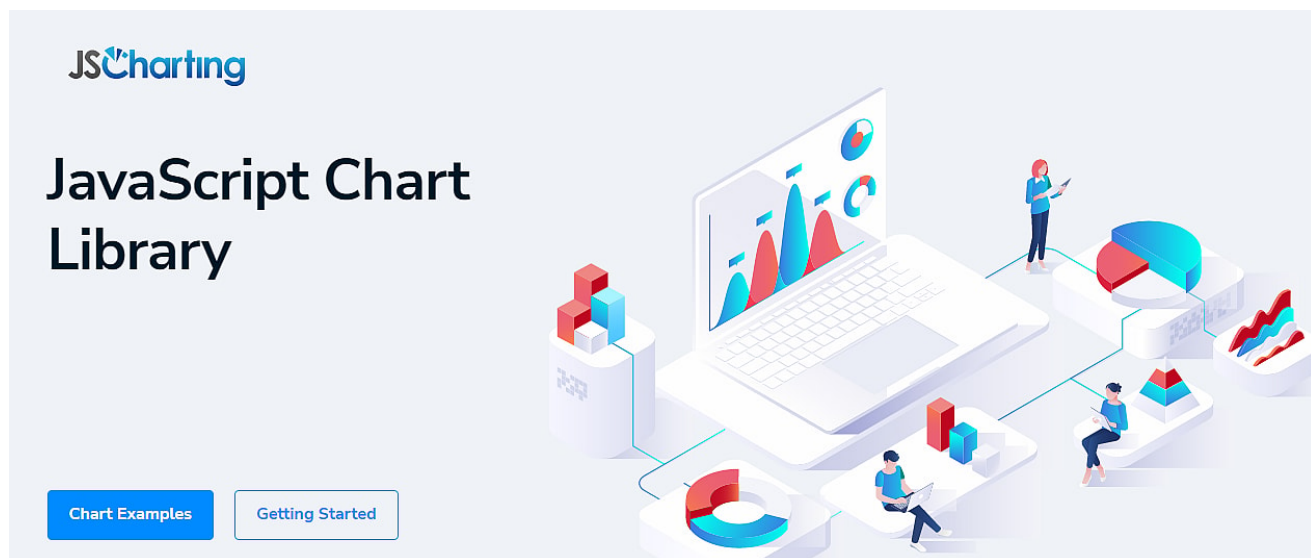 JSCharting
JavaScript Chart
Library
Chart Examples
Getting Started